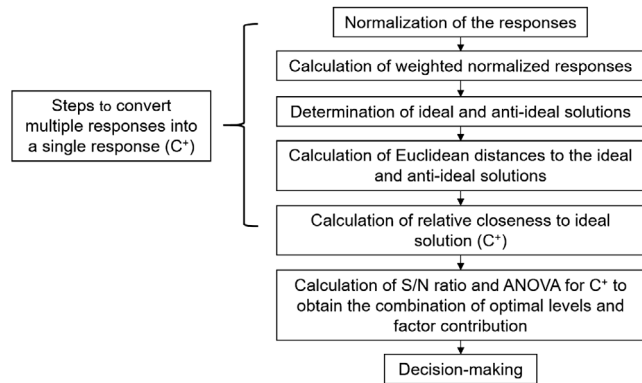 Normalization of the responses
Calculation of weighted normalized responses
Steps to convert
multiple responses into
a single response (C⁺)
Determination of ideal and anti-ideal solutions
Calculation of Euclidean distances to the ideal
and anti-ideal solutions
Calculation of relative closeness to ideal
solution (C⁺)
Calculation of S/N ratio and ANOVA for C⁺ to
obtain the combination of optimal levels and
factor contribution
Decision-making